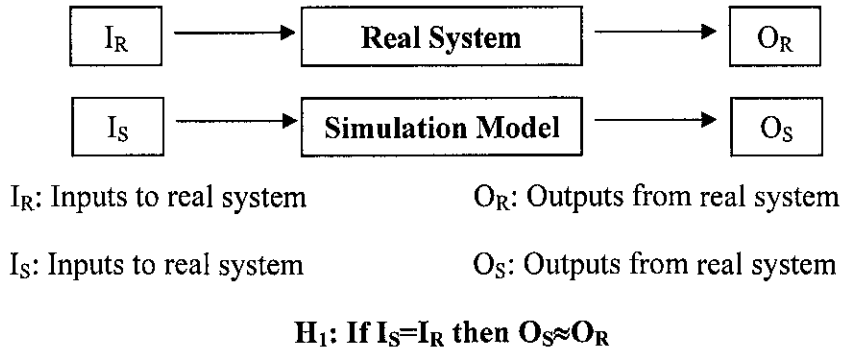 I_R Real System O_R
I_S Simulation Model O_S
I_R: Inputs to real system O_R: Outputs from real system
I_S: Inputs to real system O_S: Outputs from real system
H₁: If I_S=I_R then O_S≈O_R